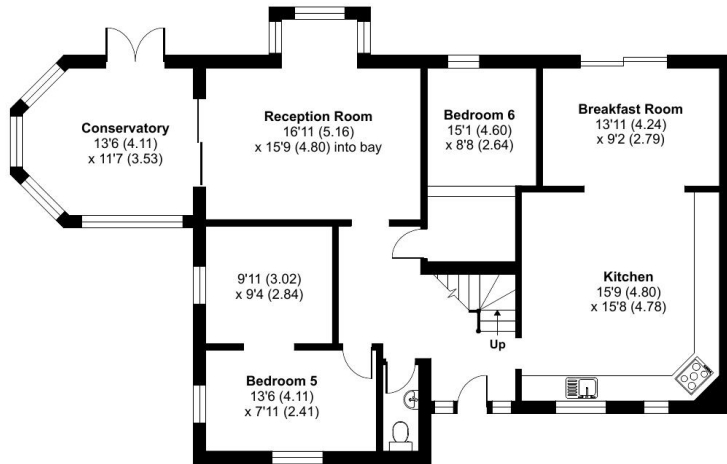 Conservatory
13'6 (4.11)
x 11'7 (3.53)
Reception Room
16'11 (5.16)
x 15'9 (4.80) into bay
Bedroom 6
15'1 (4.60)
x 8'8 (2.64)
Breakfast Room
13'11 (4.24)
x 9'2 (2.79)
9'11 (3.02)
x 9'4 (2.84)
Kitchen
15'9 (4.80)
x 15'8 (4.78)
Up
Bedroom 5
13'6 (4.11)
x 7'11 (2.41)